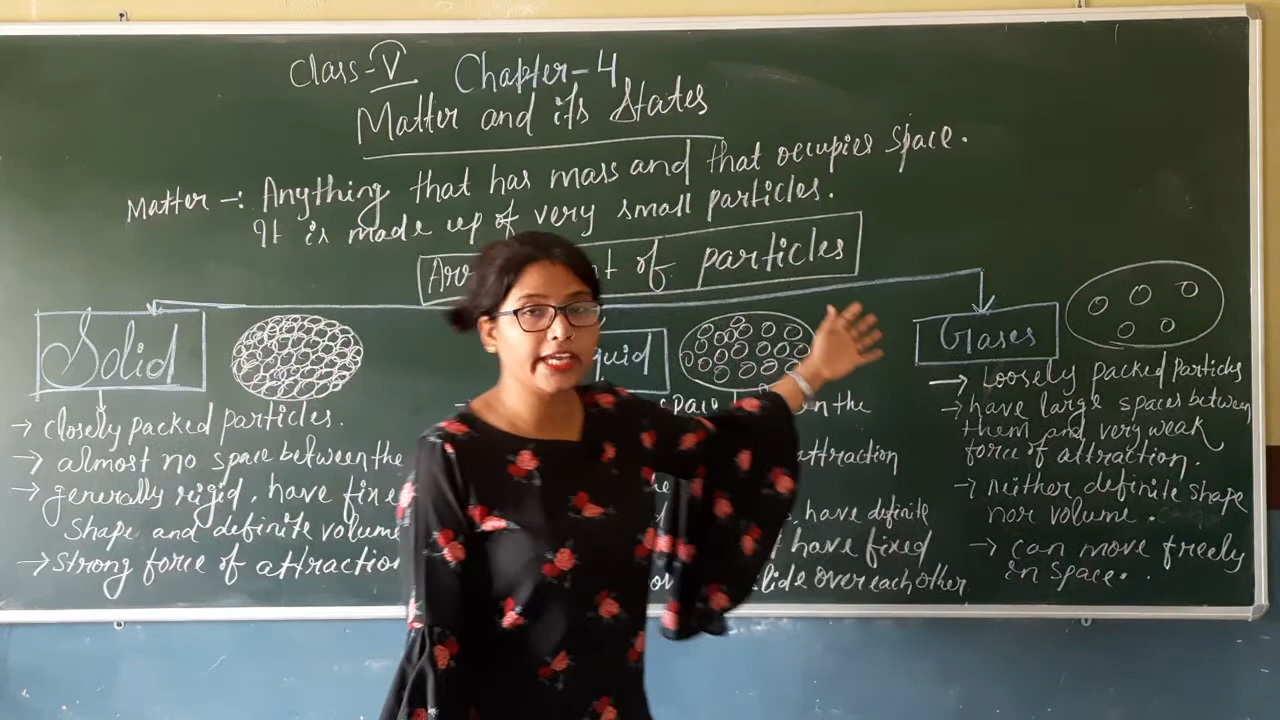 Class-V Chapter-4
Matter and its States
Matter -: Anything that has mass and that occupies space.
It is made up of very small particles.
of particles
Solid
Gases
→ closely packed particles.
→ almost no space between the
→ generally rigid, have fixe
Shape and definite volume
→ strong force of attraction
space
the
attraction
have definite
have fixed
over each other
→ Loosely packed particles
→ have large spaces between
them and very weak
force of attraction.
→ neither definite shape
nor volume.
→ can move freely
in space.